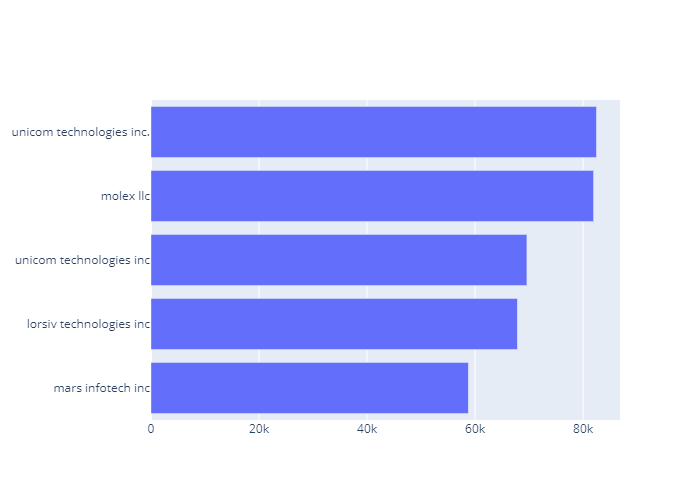 unicom technologies inc.
molex llc
unicom technologies inc
lorsiv technologies inc
mars infotech inc
0 20k 40k 60k 80k